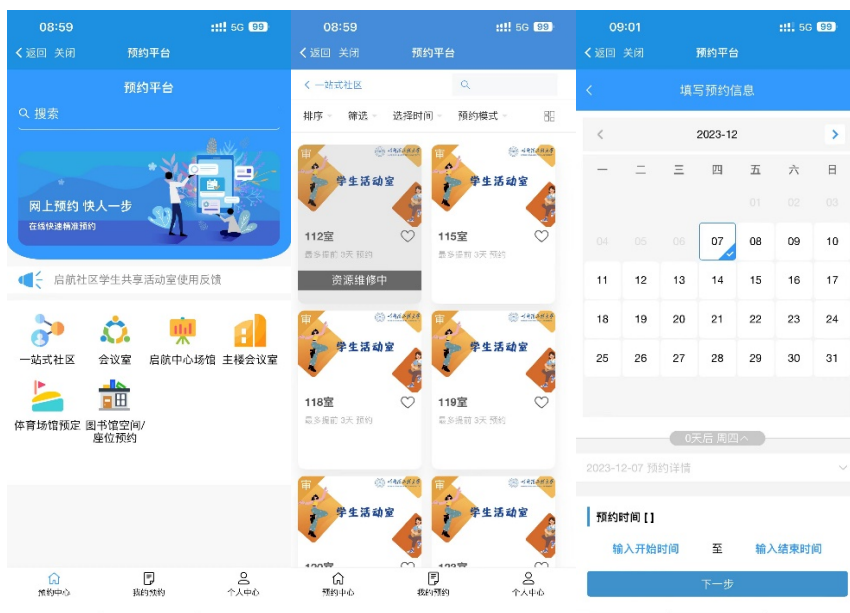 08:59
5G 99
返回 关闭
预约平台
预约平台
搜索
网上预约 快人一步
在线快速精准预约
启航社区学生共享活动室使用反馈
一站式社区
会议室
启航中心场馆
主楼会议室
体育场馆预定
图书馆空间/
座位预约
预约中心
我的预约
个人中心
08:59
5G 99
返回 关闭
预约平台
一站式社区
排序
筛选
选择时间
预约模式
审
学生活动室
112室
最多提前 3天 预约
资源维修中
审
学生活动室
115室
最多提前 3天 预约
审
学生活动室
118室
最多提前 3天 预约
审
学生活动室
119室
最多提前 3天 预约
审
学生活动室
审
学生活动室
预约中心
我的预约
个人中心
09:01
5G 99
返回 关闭
预约平台
填写预约信息
2023-12
一 二 三 四 五 六 日
01 02 03
04 05 06 07 08 09 10
11 12 13 14 15 16 17
18 19 20 21 22 23 24
25 26 27 28 29 30 31
0天后 周四
2023-12-07 预约详情
预约时间 [ ]
输入开始时间 至 输入结束时间
下一步